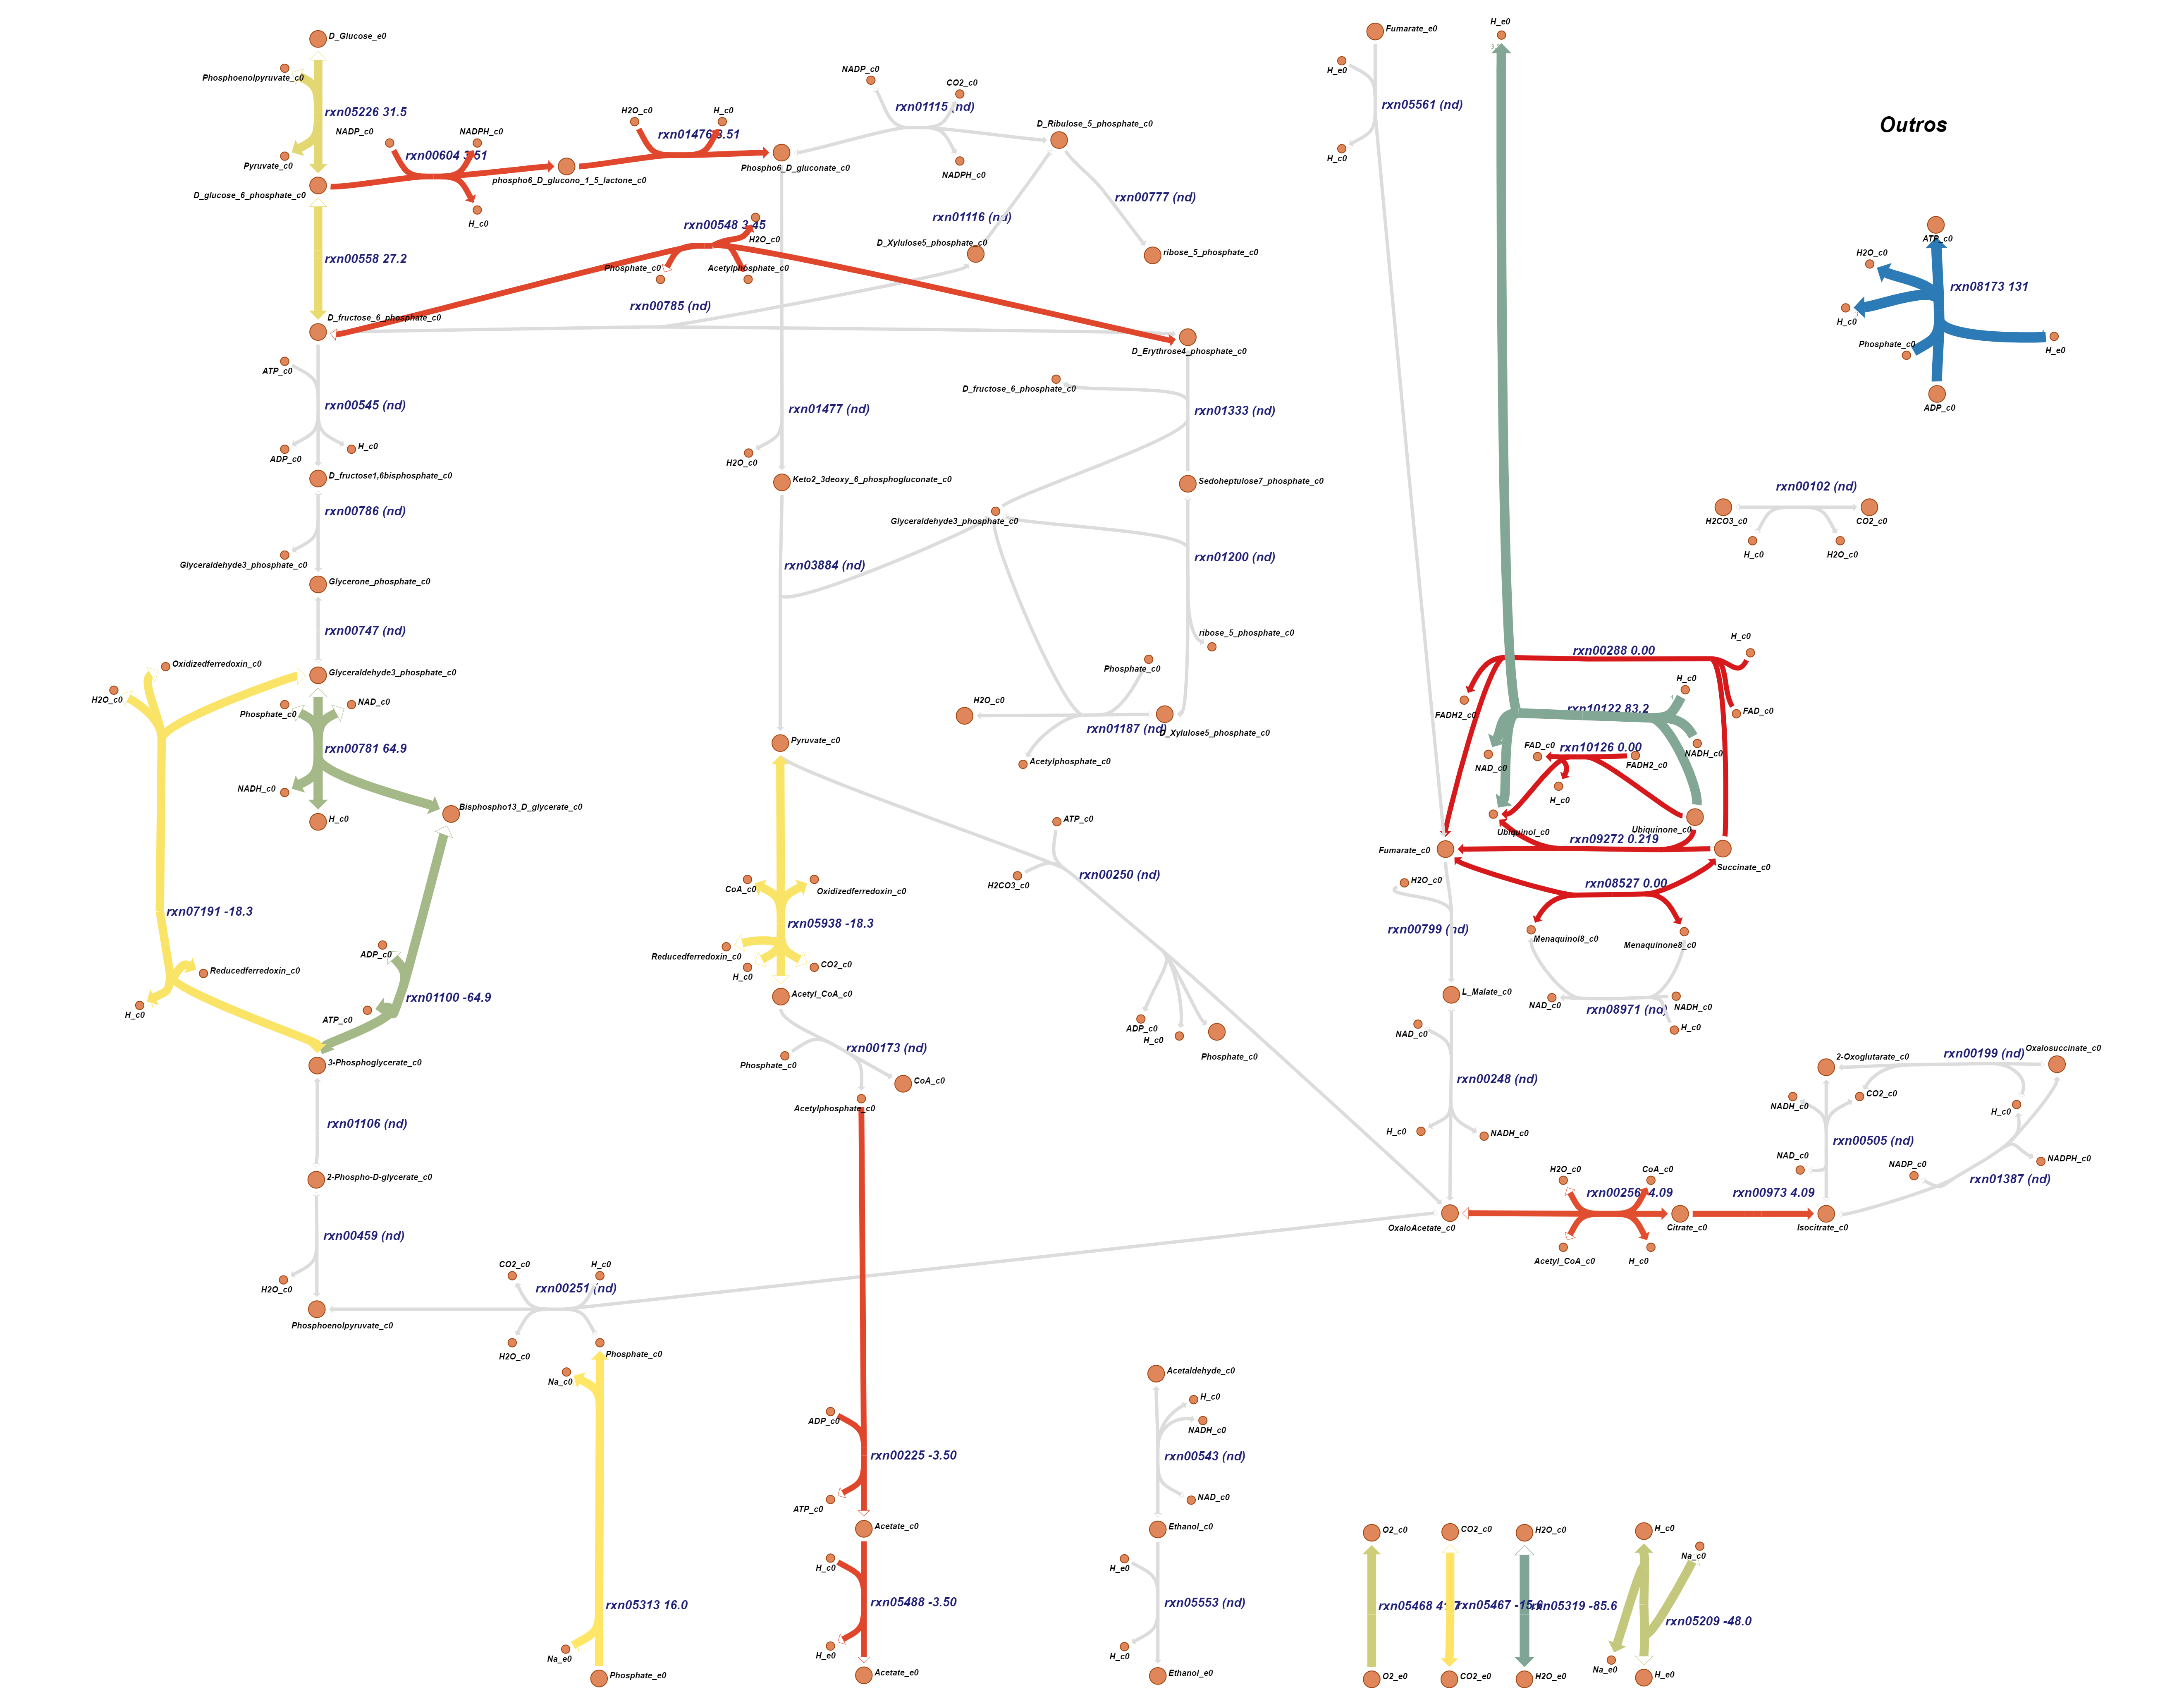 D_Glucose_e0
Phosphoenolpyruvate_c0
rxn05226 31.5
Pyruvate_c0
D_glucose_6_phosphate_c0
NADP_c0
NADPH_c0
rxn00604 3.51
H_c0
phospho6_D_glucono_1_5_lactone_c0
H2O_c0
H_c0
rxn01476 3.51
Phospho6_D_gluconate_c0
NADP_c0
CO2_c0
rxn01115 (nd)
NADPH_c0
D_Ribulose_5_phosphate_c0
rxn00777 (nd)
rxn01116 (nd)
D_Xylulose5_phosphate_c0
ribose_5_phosphate_c0
rxn00558 27.2
rxn00548 3.45
H2O_c0
Phosphate_c0
Acetylphosphate_c0
rxn00785 (nd)
D_fructose_6_phosphate_c0
D_Erythrose4_phosphate_c0
ATP_c0
rxn00545 (nd)
ADP_c0
H_c0
D_fructose1,6bisphosphate_c0
rxn00786 (nd)
Glyceraldehyde3_phosphate_c0
Glycerone_phosphate_c0
rxn00747 (nd)
Glyceraldehyde3_phosphate_c0
Oxidizedferredoxin_c0
H2O_c0
Phosphate_c0
NAD_c0
rxn00781 64.9
NADH_c0
H_c0
Bisphospho13_D_glycerate_c0
rxn07191 -18.3
ADP_c0
Reducedferredoxin_c0
rxn01100 -64.9
ATP_c0
H_c0
3-Phosphoglycerate_c0
rxn01106 (nd)
2-Phospho-D-glycerate_c0
rxn00459 (nd)
H2O_c0
Phosphoenolpyruvate_c0
CO2_c0
H_c0
rxn00251 (nd)
H2O_c0
Phosphate_c0
Na_c0
rxn05313 16.0
Na_e0
Phosphate_e0
D_fructose_6_phosphate_c0
rxn01333 (nd)
rxn01477 (nd)
H2O_c0
Keto2_3deoxy_6_phosphogluconate_c0
Sedoheptulose7_phosphate_c0
Glyceraldehyde3_phosphate_c0
rxn03884 (nd)
rxn01200 (nd)
ribose_5_phosphate_c0
Phosphate_c0
H2O_c0
rxn01187 (nd)
D_Xylulose5_phosphate_c0
Acetylphosphate_c0
Pyruvate_c0
CoA_c0
Oxidizedferredoxin_c0
rxn05938 -18.3
Reducedferredoxin_c0
H_c0
CO2_c0
Acetyl_CoA_c0
ATP_c0
H2CO3_c0
rxn00250 (nd)
ADP_c0
H_c0
Phosphate_c0
rxn00173 (nd)
Phosphate_c0
CoA_c0
Acetylphosphate_c0
ADP_c0
rxn00225 -3.50
ATP_c0
Acetate_c0
H_c0
rxn05488 -3.50
H_e0
Acetate_e0
Acetaldehyde_c0
H_c0
NADH_c0
rxn00543 (nd)
NAD_c0
Ethanol_c0
H_e0
rxn05553 (nd)
H_c0
Ethanol_e0
Fumarate_e0
H_e0
rxn05561 (nd)
H_c0
H_e0
3
Outros
ATP_c0
H2O_c0
rxn08173 131
H_c0
Phosphate_c0
H_e0
ADP_c0
rxn00102 (nd)
H2CO3_c0
CO2_c0
H_c0
H2O_c0
H_c0
rxn00288 0.00
FADH2_c0
FAD_c0
H_c0
4
rxn10122 83.2
NAD_c0
NADH_c0
FAD_c0
rxn10126 0.00
FADH2_c0
H_c0
Ubiquinol_c0
Ubiquinone_c0
rxn09272 0.219
Fumarate_c0
Succinate_c0
rxn08527 0.00
Menaquinol8_c0
Menaquinone8_c0
NAD_c0
NADH_c0
rxn08971 (nd)
H_c0
H2O_c0
rxn00799 (nd)
L_Malate_c0
NAD_c0
rxn00248 (nd)
H_c0
NADH_c0
OxaloAcetate_c0
H2O_c0
CoA_c0
rxn00256 4.09
Acetyl_CoA_c0
H_c0
Citrate_c0
rxn00973 4.09
Isocitrate_c0
2-Oxoglutarate_c0
rxn00199 (nd)
Oxalosuccinate_c0
NADH_c0
CO2_c0
H_c0
rxn00505 (nd)
NAD_c0
NADP_c0
NADPH_c0
rxn01387 (nd)
O2_c0
CO2_c0
H2O_c0
H_c0
Na_c0
rxn05468 41.7
rxn05467 -15.6
rxn05319 -85.6
rxn05209 -48.0
O2_e0
CO2_e0
H2O_e0
Na_e0
H_e0